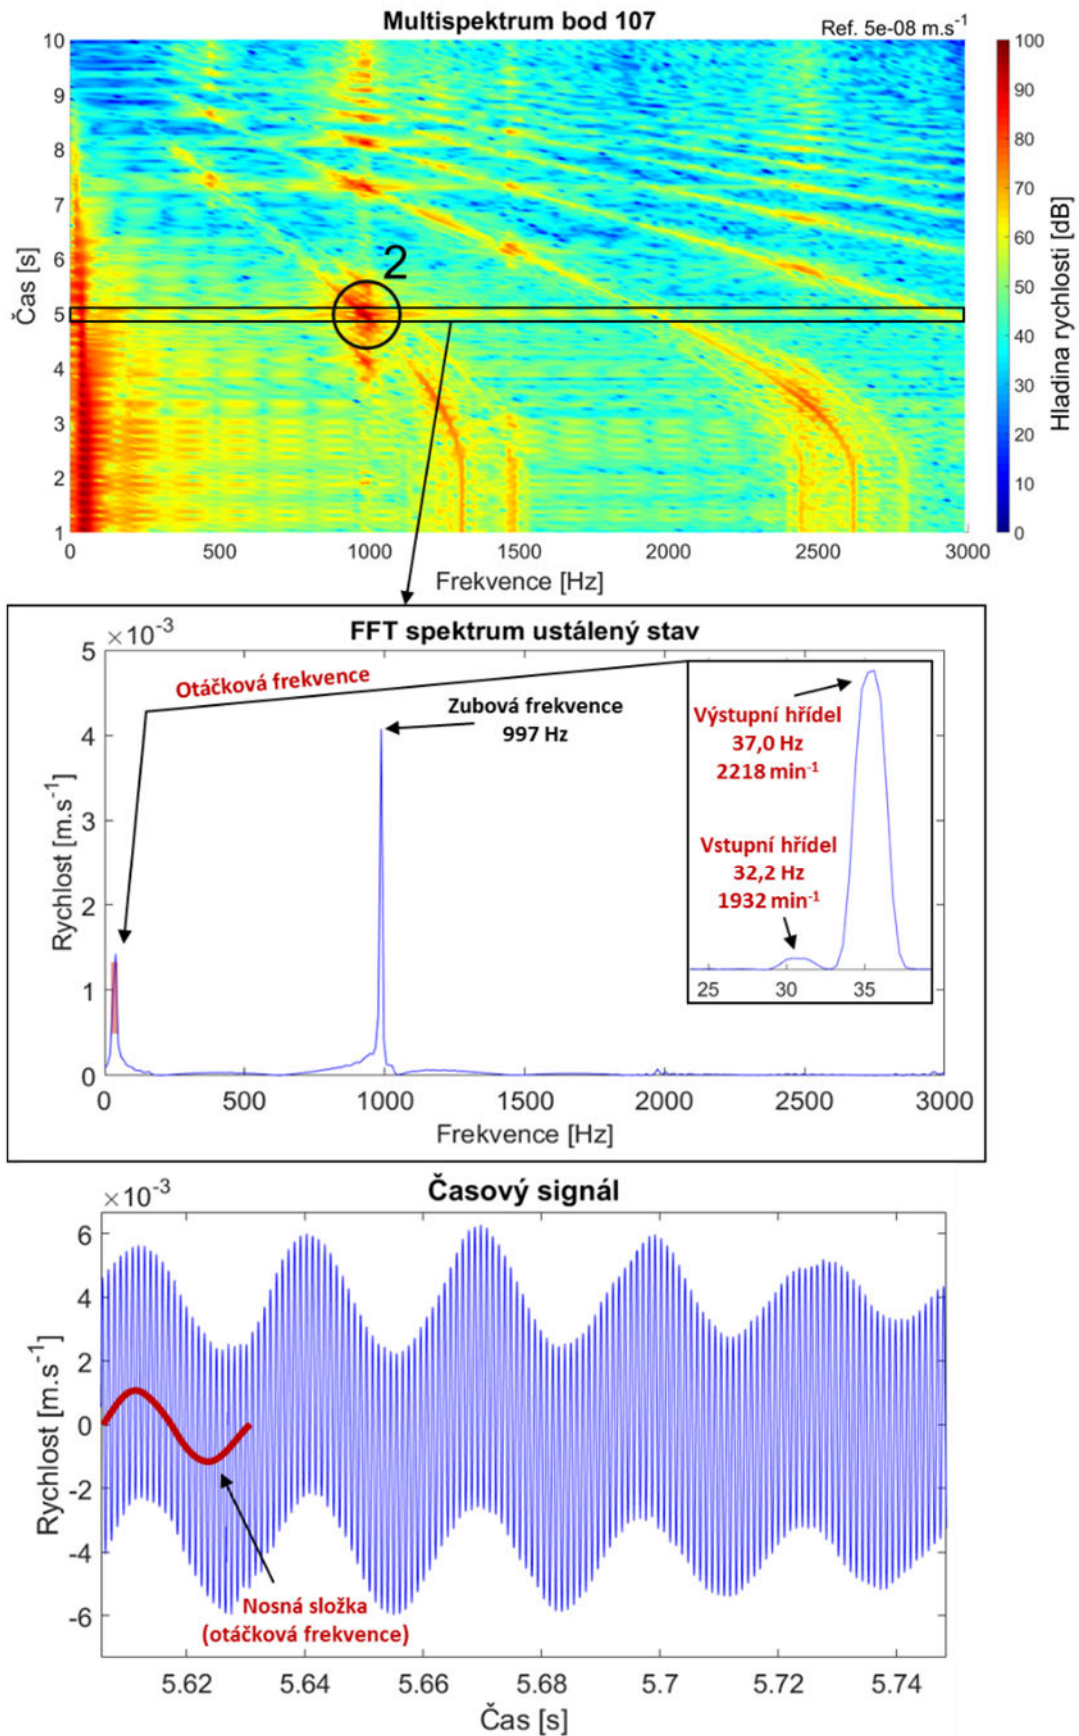 Multispektrum bod 107
Ref. 5e-08 m.s⁻¹
10
9
8
7
6
5
4
3
2
1
Čas [s]
2
0
500
1000
1500
2000
2500
3000
Frekvence [Hz]
100
90
80
70
60
50
40
30
20
10
0
Hladina rychlosti [dB]
FFT spektrum ustálený stav
×10⁻³
5
4
3
2
1
0
Rychlost [m.s⁻¹]
Otáčková frekvence
Zubová frekvence
997 Hz
Výstupní hřídel
37,0 Hz
2218 min⁻¹
Vstupní hřídel
32,2 Hz
1932 min⁻¹
25
30
35
0
500
1000
1500
2000
2500
3000
Frekvence [Hz]
Časový signál
×10⁻³
6
4
2
0
-2
-4
-6
Rychlost [m.s⁻¹]
Nosná složka
(otáčková frekvence)
5.62
5.64
5.66
5.68
5.7
5.72
5.74
Čas [s]